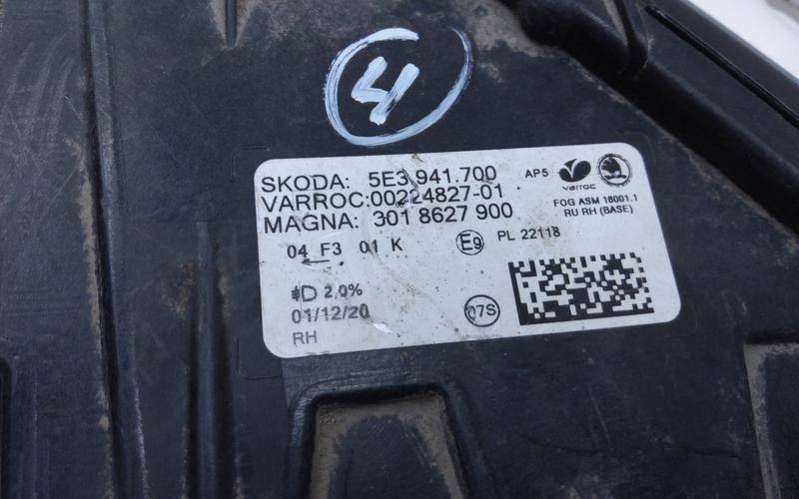 4
SKODA: 5E3.941.700 AP5
VARROC:00224827-01 varroc
MAGNA: 301 8627 900 FOG ASM 18001.1
RU RH (BASE)
04 F3 01 K E9 PL 22118
D 2,0%
01/12/20 07S
RH